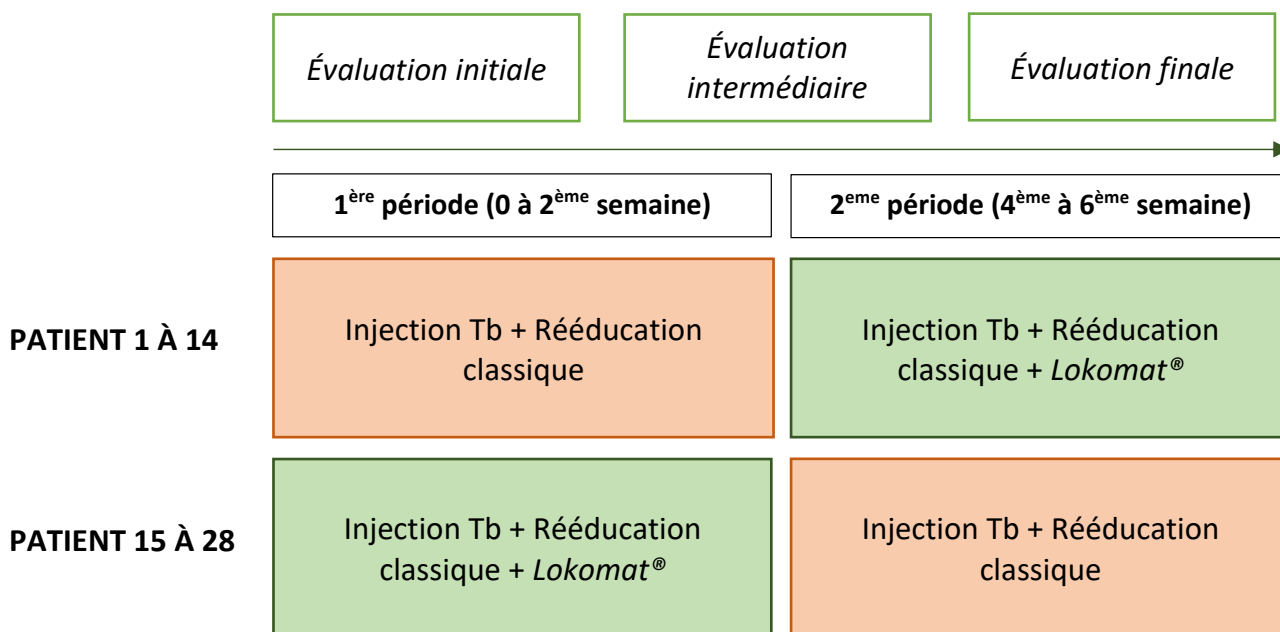 Évaluation initiale
Évaluation
intermédiaire
Évaluation finale
1ère période (0 à 2ème semaine)
2eme période (4ème à 6ème semaine)
PATIENT 1 À 14
Injection Tb + Rééducation
classique
Injection Tb + Rééducation
classique + Lokomat®
PATIENT 15 À 28
Injection Tb + Rééducation
classique + Lokomat®
Injection Tb + Rééducation
classique